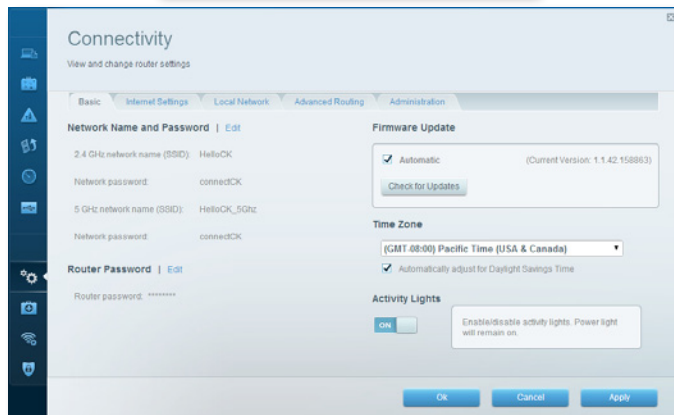 Connectivity
View and change router settings
Basic
Internet Settings
Local Network
Advanced Routing
Administration
Network Name and Password | Edit
2.4 GHz network name (SSID): HelloCK
Network password: connectCK
5 GHz network name (SSID): HelloCK_5Ghz
Network password: connectCK
Router Password | Edit
Router password: ********
Firmware Update
Automatic (Current Version: 1.1.42.158863)
Check for Updates
Time Zone
(GMT-08:00) Pacific Time (USA & Canada)
Automatically adjust for Daylight Savings Time
Activity Lights
ON
Enable/disable activity lights. Power light
will remain on.
Ok
Cancel
Apply